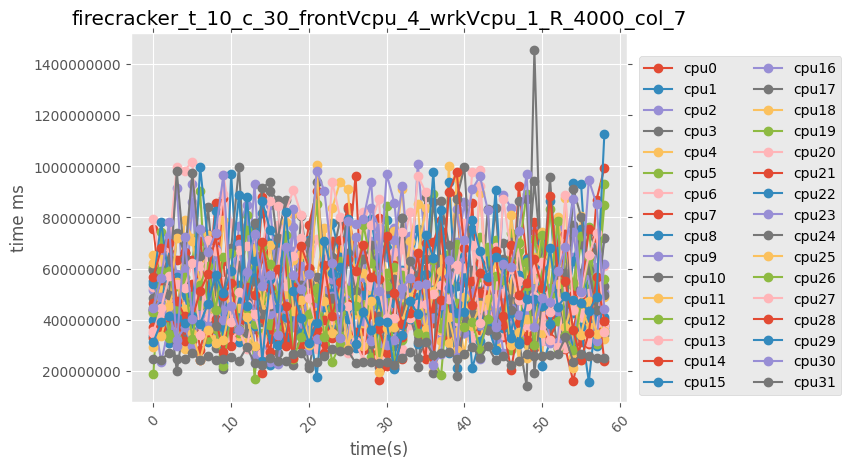 firecracker_t_10_c_30_frontVcpu_4_wrkVcpu_1_R_4000_col_7
1400000000
1200000000
1000000000
800000000
600000000
400000000
200000000
time ms
0
10
20
30
40
50
60
time(s)
cpu0
cpu1
cpu2
cpu3
cpu4
cpu5
cpu6
cpu7
cpu8
cpu9
cpu10
cpu11
cpu12
cpu13
cpu14
cpu15
cpu16
cpu17
cpu18
cpu19
cpu20
cpu21
cpu22
cpu23
cpu24
cpu25
cpu26
cpu27
cpu28
cpu29
cpu30
cpu31